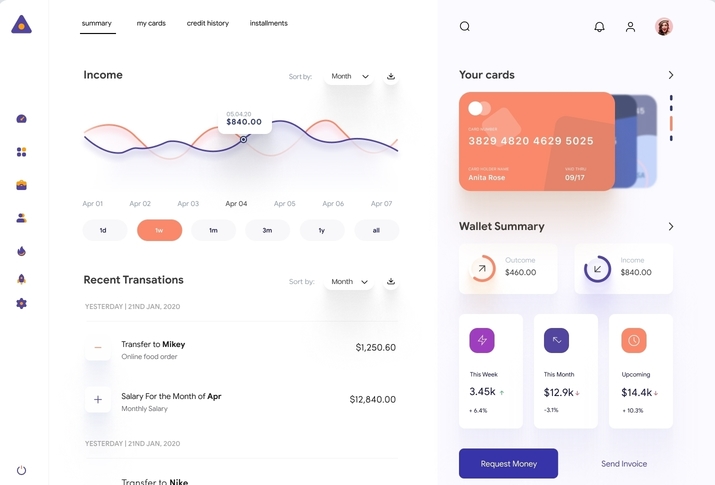 summary
my cards
credit history
installments
Income
Sort by:
Month
05.04.20
$840.00
Apr 01
Apr 02
Apr 03
Apr 04
Apr 05
Apr 06
Apr 07
1d
1w
1m
3m
1y
all
Recent Transations
Sort by:
Month
YESTERDAY | 21ND JAN, 2020
Transfer to Mikey
Online food order
$1,250.60
Salary For the Month of Apr
Monthly Salary
$12,840.00
YESTERDAY | 21ND JAN, 2020
Transfer to Nike
Your cards
CARD NUMBER
3829 4820 4629 5025
CARD HOLDER NAME
Anita Rose
VALID THRU
09/17
Wallet Summary
Outcome
$460.00
Income
$840.00
This Week
3.45k
+ 6.4%
This Month
$12.9k
-3.1%
Upcoming
$14.4k
+ 10.3%
Request Money
Send Invoice